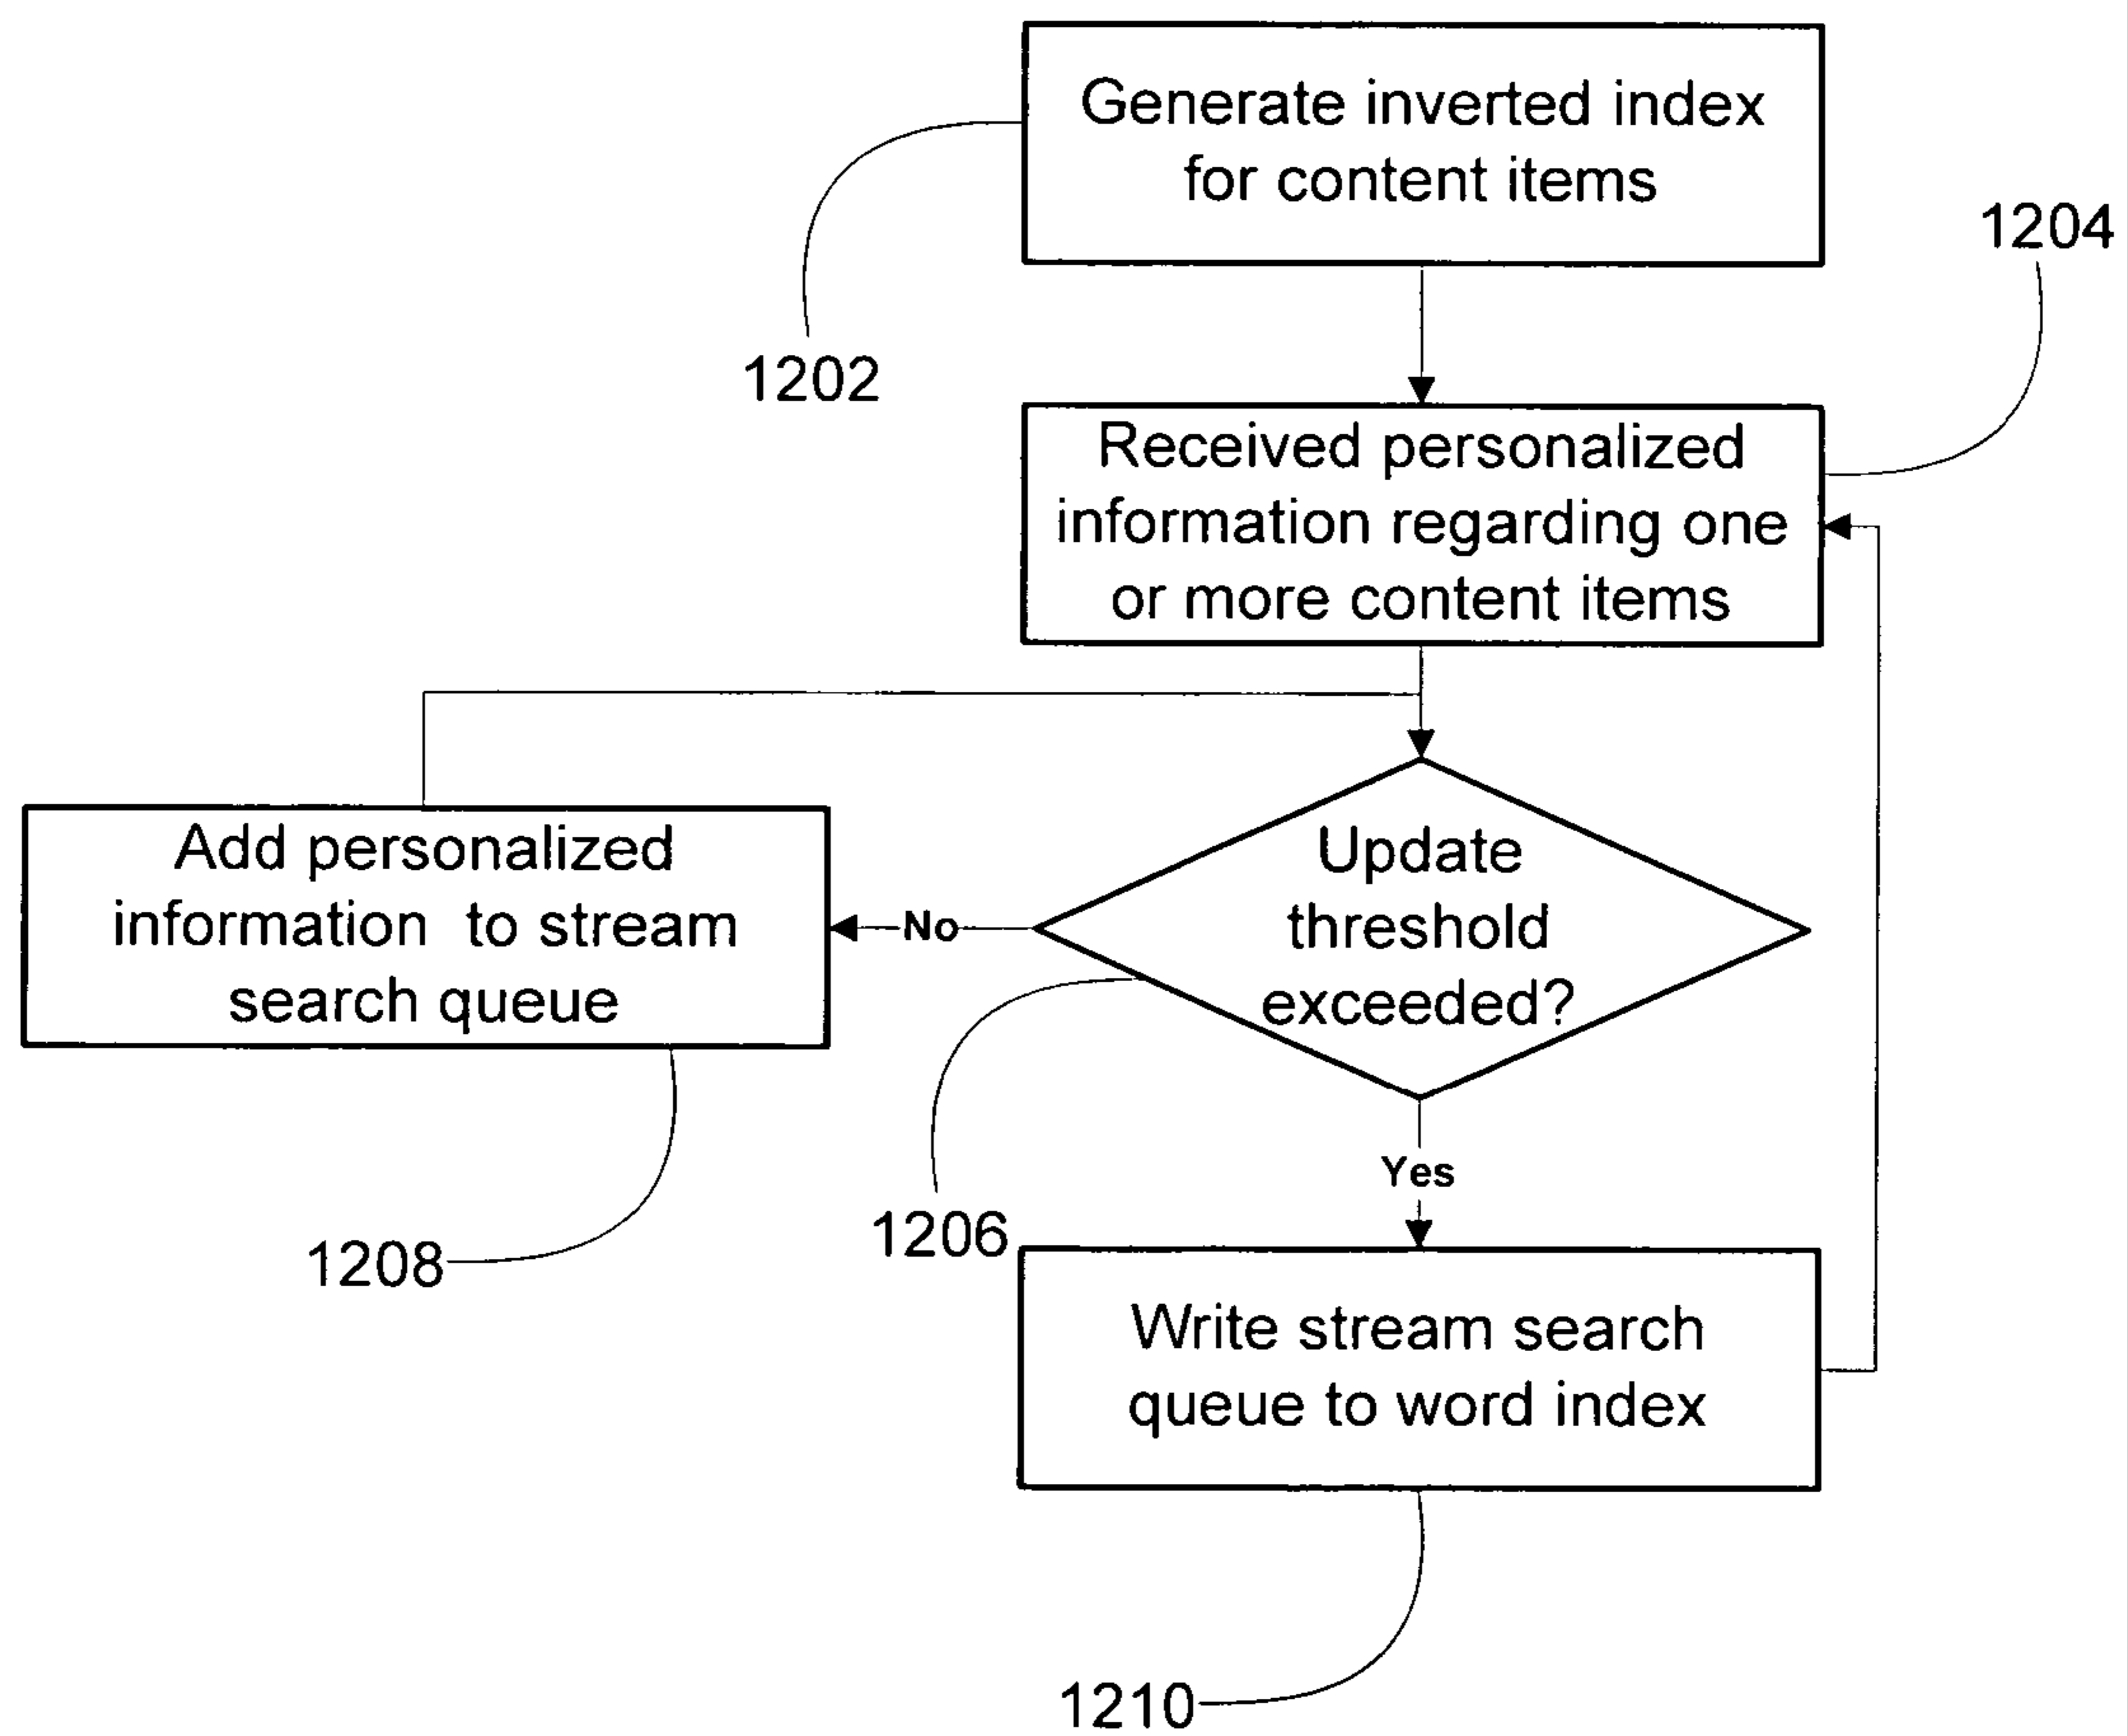 Generate inverted index
for content items
1204
1202
Received personalized
information regarding one
or more content items
Add personalized
information to stream
search queue
No
Update
threshold
exceeded?
Yes
1206
1208
Write stream search
queue to word index
1210